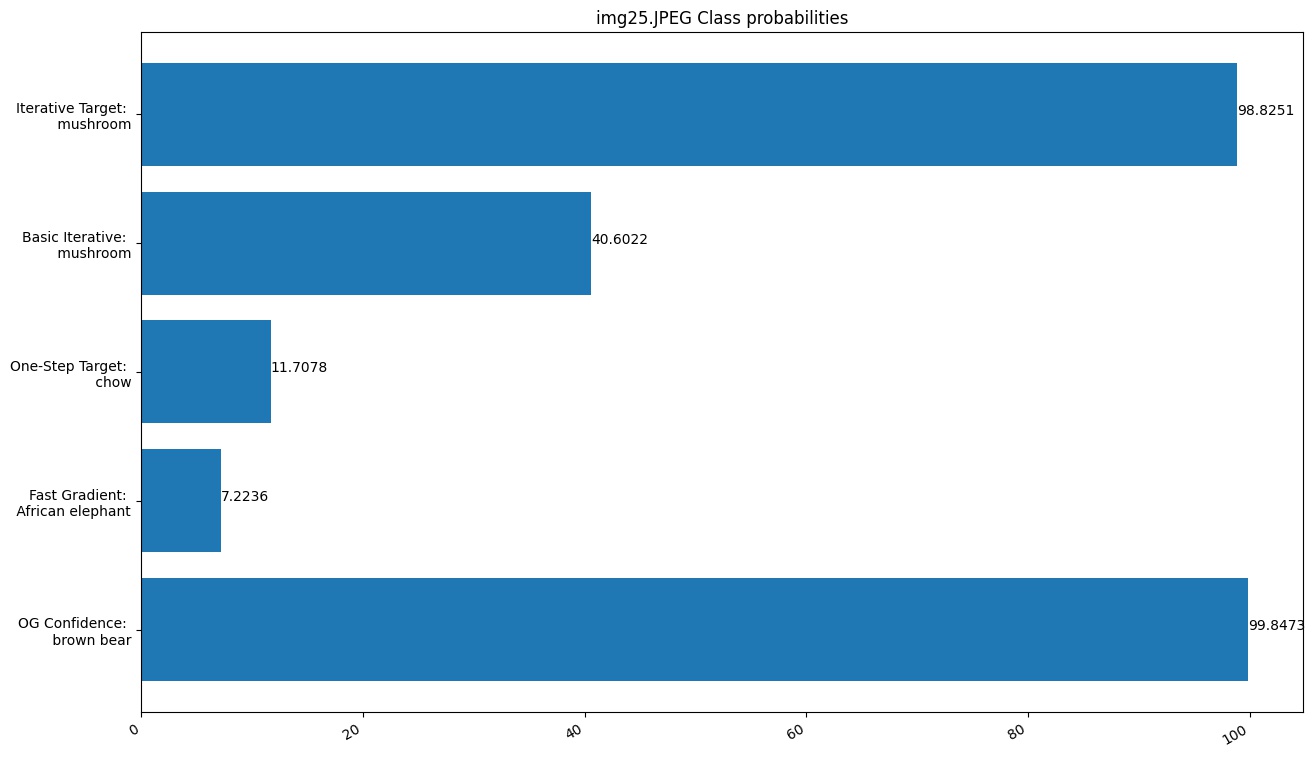 img25.JPEG Class probabilities
Iterative Target:
mushroom
98.8251
Basic Iterative:
mushroom
40.6022
One-Step Target:
chow
11.7078
Fast Gradient:
African elephant
7.2236
OG Confidence:
brown bear
99.8473
0
20
40
60
80
100